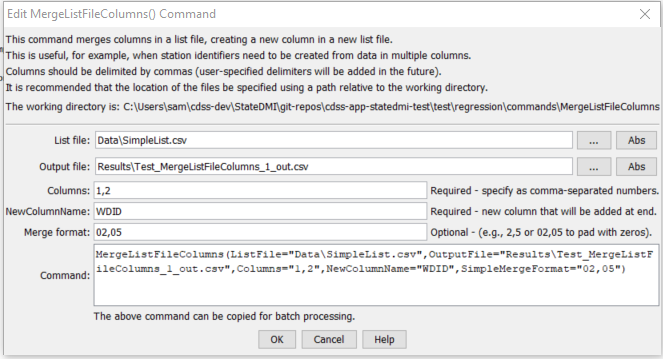 Edit MergeListFileColumns() Command
This command merges columns in a list file, creating a new column in a new list file.
This is useful, for example, when station identifiers need to be created from data in multiple columns.
Columns should be delimited by commas (user-specified delimiters will be added in the future).
It is recommended that the location of the files be specified using a path relative to the working directory.
The working directory is: C:\Users\sam\cdss-dev\StateDMI\git-repos\cdss-app-statedmi-test\test\regression\commands\MergeListFileColumns
List file: Data\SimpleList.csv ... Abs
Output file: Results\Test_MergeListFileColumns_1_out.csv ... Abs
Columns: 1,2 Required - specify as comma-separated numbers.
NewColumnName: WDID Required - new column that will be added at end.
Merge format: 02,05 Optional - (e.g., 2,5 or 02,05 to pad with zeros).
MergeListFileColumns(ListFile="Data\SimpleList.csv",OutputFile="Results\Test_MergeListF
Command: ileColumns_1_out.csv",Columns="1,2",NewColumnName="WDID",SimpleMergeFormat="02,05")
The above command can be copied for batch processing.
OK Cancel Help